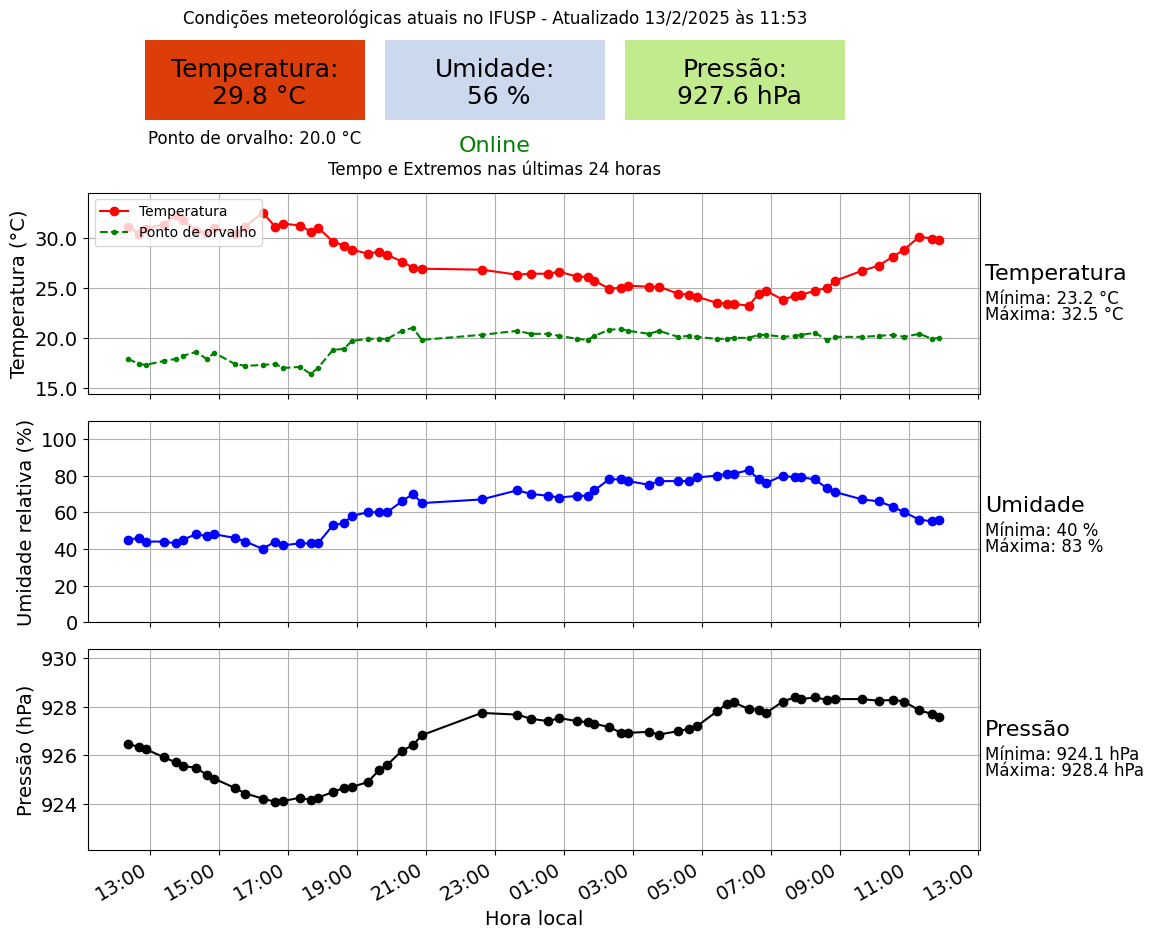 Condições meteorológicas atuais no IFUSP - Atualizado 13/2/2025 às 11:53
Temperatura:
29.8 °C
Umidade:
56 %
Pressão:
927.6 hPa
Ponto de orvalho: 20.0 °C
Online
Tempo e Extremos nas últimas 24 horas
Temperatura (°C)
30.0
25.0
20.0
15.0
Temperatura
Ponto de orvalho
Temperatura
Mínima: 23.2 °C
Máxima: 32.5 °C
Umidade relativa (%)
100
80
60
40
20
0
Umidade
Mínima: 40 %
Máxima: 83 %
Pressão (hPa)
930
928
926
924
Pressão
Mínima: 924.1 hPa
Máxima: 928.4 hPa
13:00
15:00
17:00
19:00
21:00
23:00
01:00
03:00
05:00
07:00
09:00
11:00
13:00
Hora local